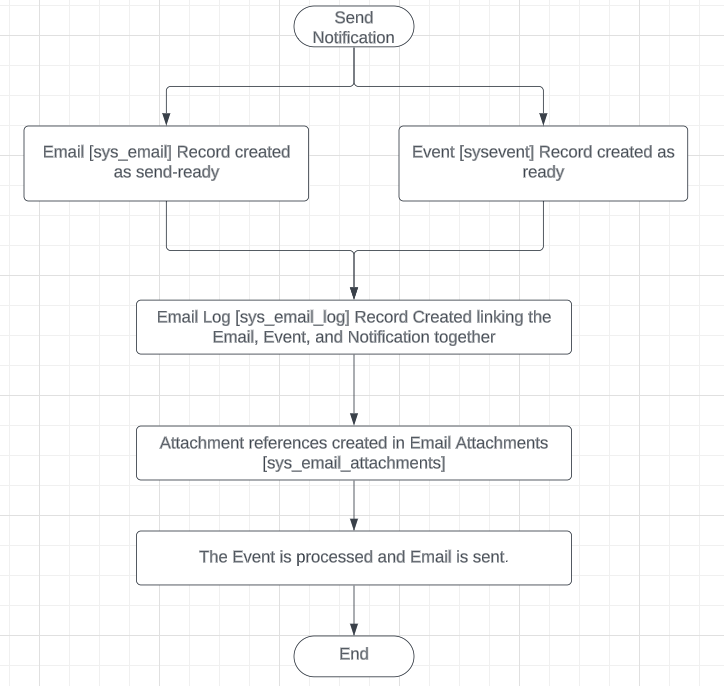 Send
Notification
Email [sys_email] Record created
as send-ready
Event [sysevent] Record created as
ready
Email Log [sys_email_log] Record Created linking the
Email, Event, and Notification together
Attachment references created in Email Attachments
[sys_email_attachments]
The Event is processed and Email is sent.
End